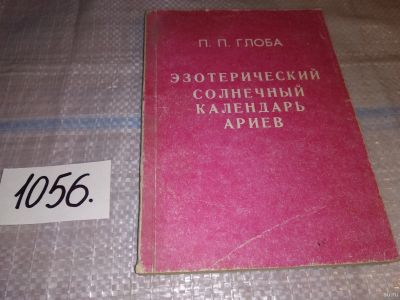 П. П. ГЛОБА
ЭЗОТЕРИЧЕСКИЙ
СОЛНЕЧНЫЙ
КАЛЕНДАРЬ
АРИЕВ
1056.